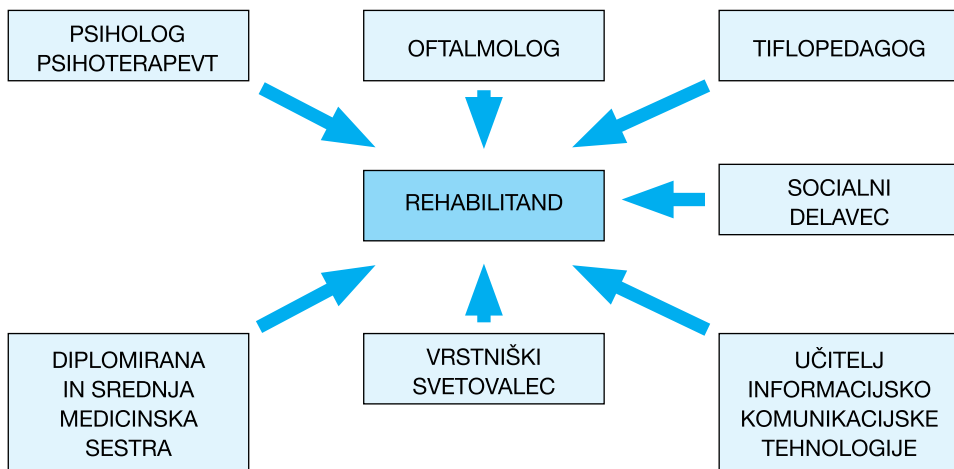 PSIHOLOG
PSIHOTERAPEVT
OFTALMOLOG
TIFLOPEDAGOG
REHABILITAND
SOCIALNI
DELAVEC
DIPLOMIRANA
IN SREDNJA
MEDICINSKA
SESTRA
VRSTNIŠKI
SVETOVALEC
UČITELJ
INFORMACIJSKO
KOMUNIKACIJSKE
TEHNOLOGIJE